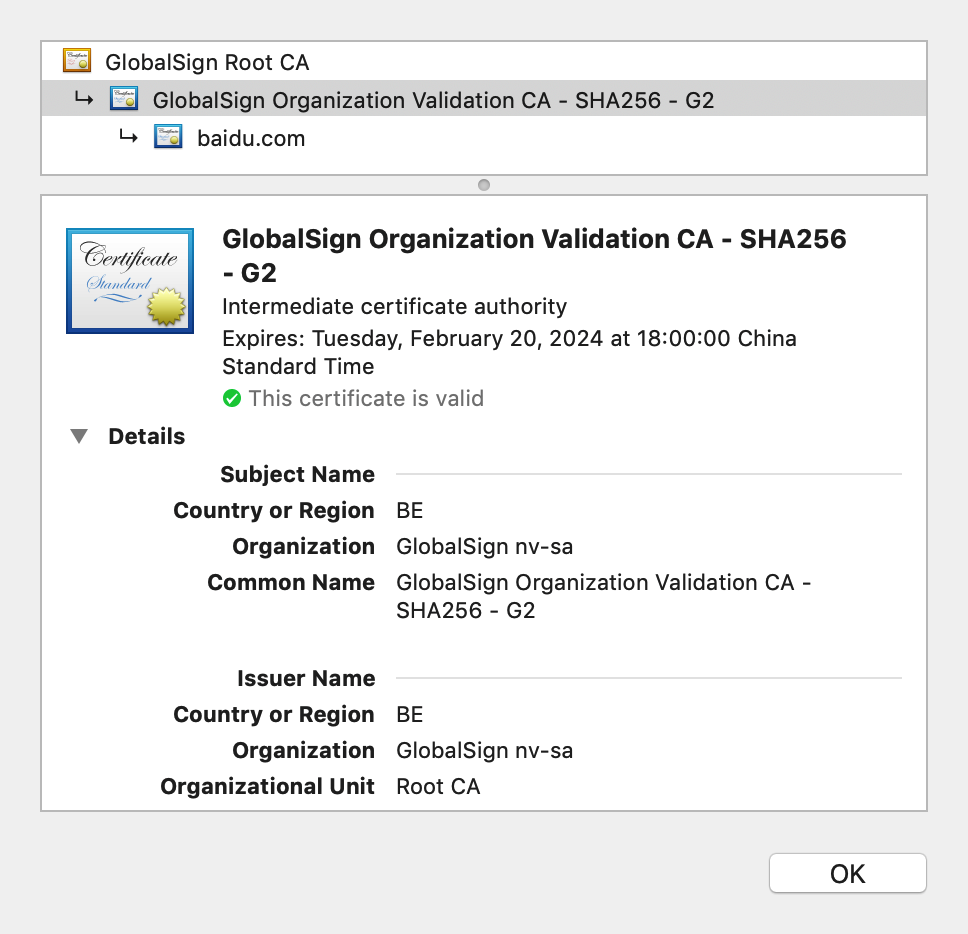 GlobalSign Root CA
GlobalSign Organization Validation CA - SHA256 - G2
baidu.com
Certificate
Standard
GlobalSign Organization Validation CA - SHA256
- G2
Intermediate certificate authority
Expires: Tuesday, February 20, 2024 at 18:00:00 China
Standard Time
This certificate is valid
Details
Subject Name
Country or Region BE
Organization GlobalSign nv-sa
Common Name GlobalSign Organization Validation CA -
SHA256 - G2
Issuer Name
Country or Region BE
Organization GlobalSign nv-sa
Organizational Unit Root CA
OK